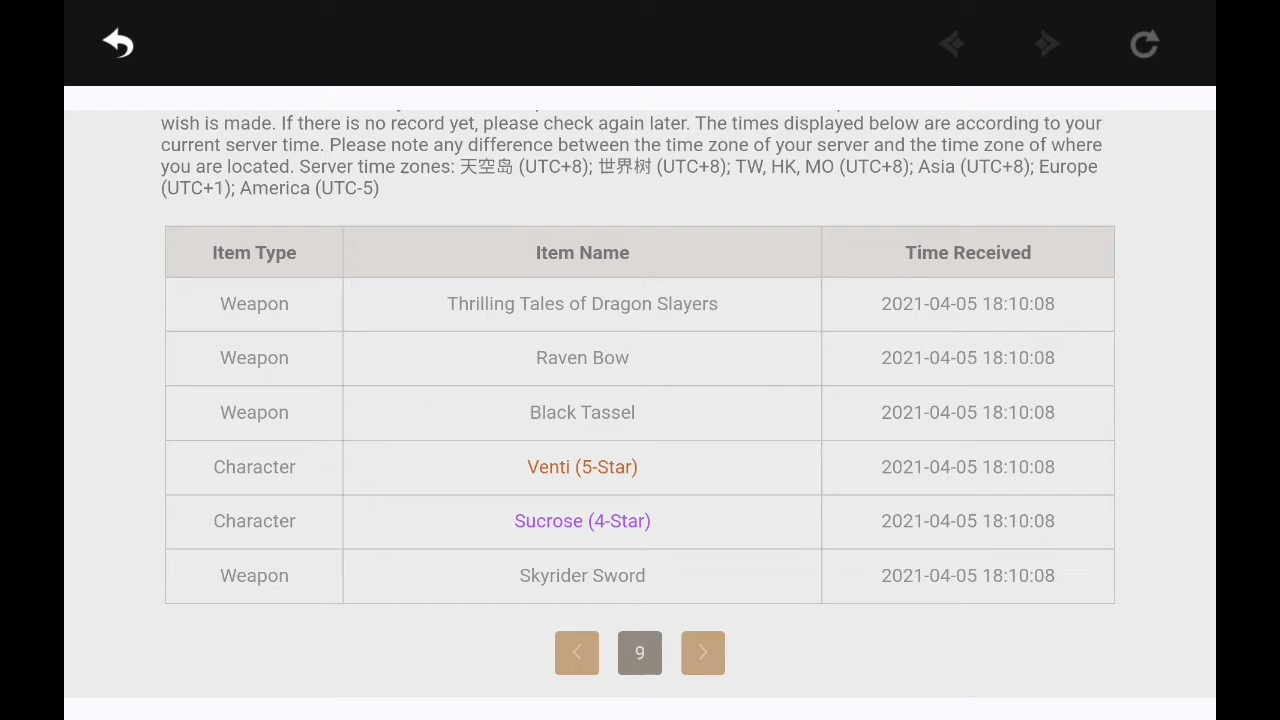 wish is made. If there is no record yet, please check again later. The times displayed below are according to your
current server time. Please note any difference between the time zone of your server and the time zone of where
you are located. Server time zones: 天空岛 (UTC+8); 世界树 (UTC+8); TW, HK, MO (UTC+8); Asia (UTC+8); Europe
(UTC+1); America (UTC-5)
Item Type Item Name Time Received
Weapon Thrilling Tales of Dragon Slayers 2021-04-05 18:10:08
Weapon Raven Bow 2021-04-05 18:10:08
Weapon Black Tassel 2021-04-05 18:10:08
Character Venti (5-Star) 2021-04-05 18:10:08
Character Sucrose (4-Star) 2021-04-05 18:10:08
Weapon Skyrider Sword 2021-04-05 18:10:08
9